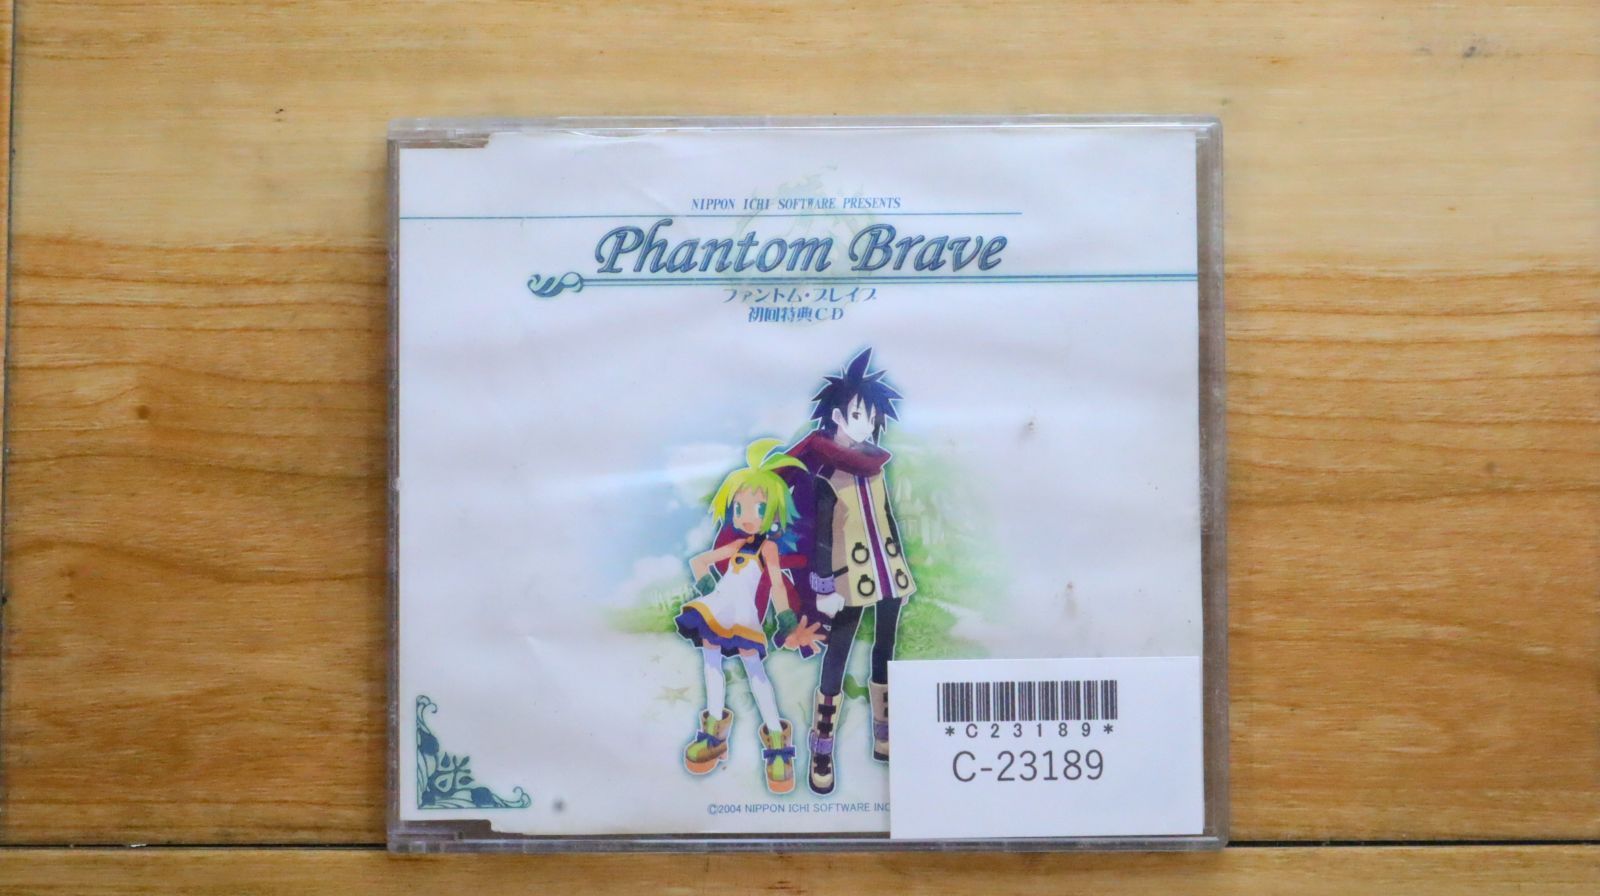 NIPPON ICHI SOFTWARE PRESENTS
Phantom Brave
ファントム・ブレイブ
初回特典CD
*C23189*
C-23189
©2004 NIPPON ICHI SOFTWARE INC